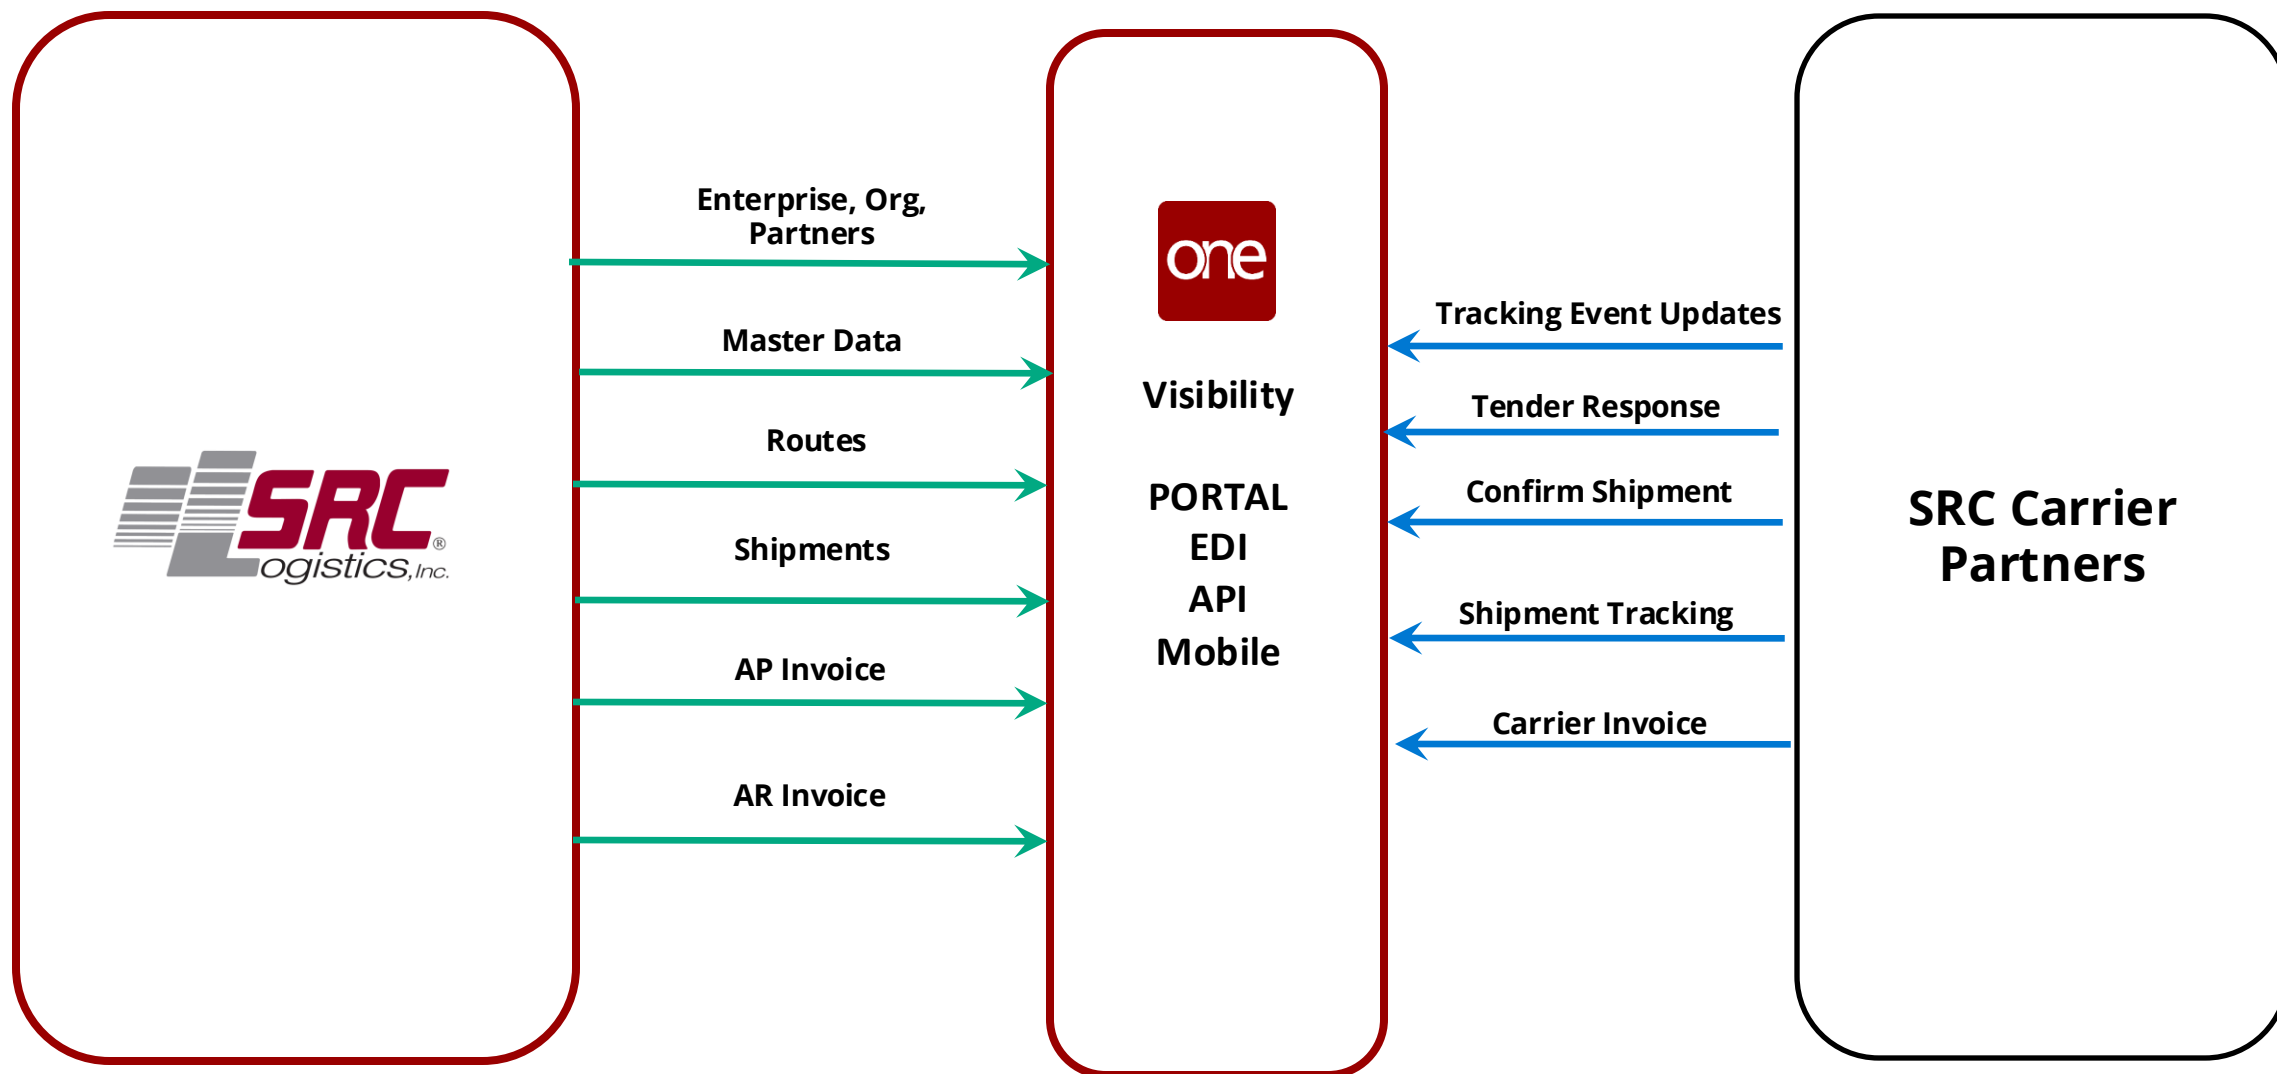 SRC
Logistics, Inc.
®
Enterprise, Org,
Partners
Master Data
Routes
Shipments
AP Invoice
AR Invoice
one
Visibility
PORTAL
EDI
API
Mobile
Tracking Event Updates
Tender Response
Confirm Shipment
Shipment Tracking
Carrier Invoice
SRC Carrier
Partners